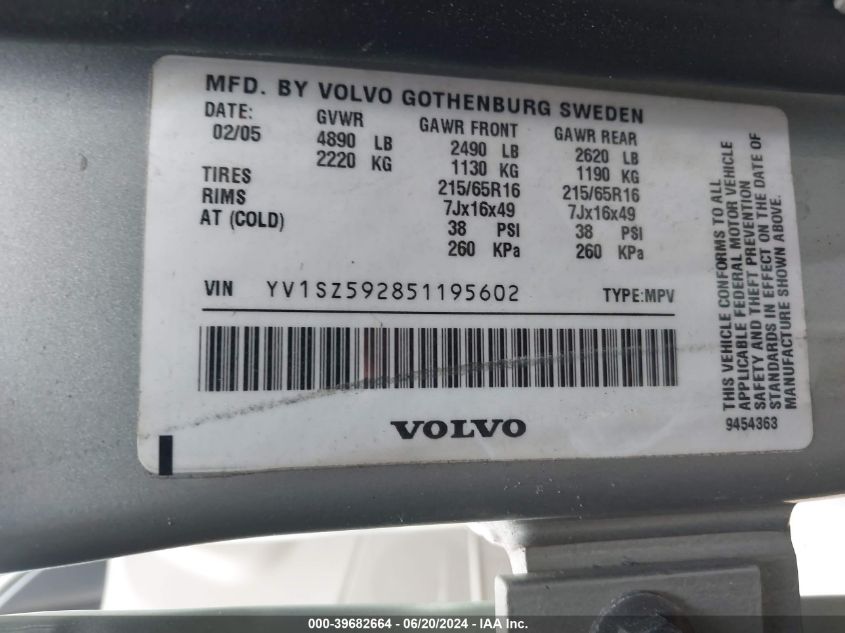 MFD. BY VOLVO GOTHENBURG SWEDEN
DATE: GVWR GAWR FRONT GAWR REAR
02/05 4890 LB 2490 LB 2620 LB
2220 KG 1130 KG 1190 KG
TIRES 215/65R16 215/65R16
RIMS 7Jx16x49 7Jx16x49
AT (COLD) 38 PSI 38 PSI
260 KPa 260 KPa
VIN YV1SZ592851195602 TYPE:MPV
VOLVO
THIS VEHICLE CONFORMS TO ALL
APPLICABLE FEDERAL MOTOR VEHICLE
SAFETY AND THEFT PREVENTION
STANDARDS IN EFFECT ON THE DATE OF
MANUFACTURE SHOWN ABOVE.
9454363
000-39682664 / 06/20/2024 - IAA Inc.